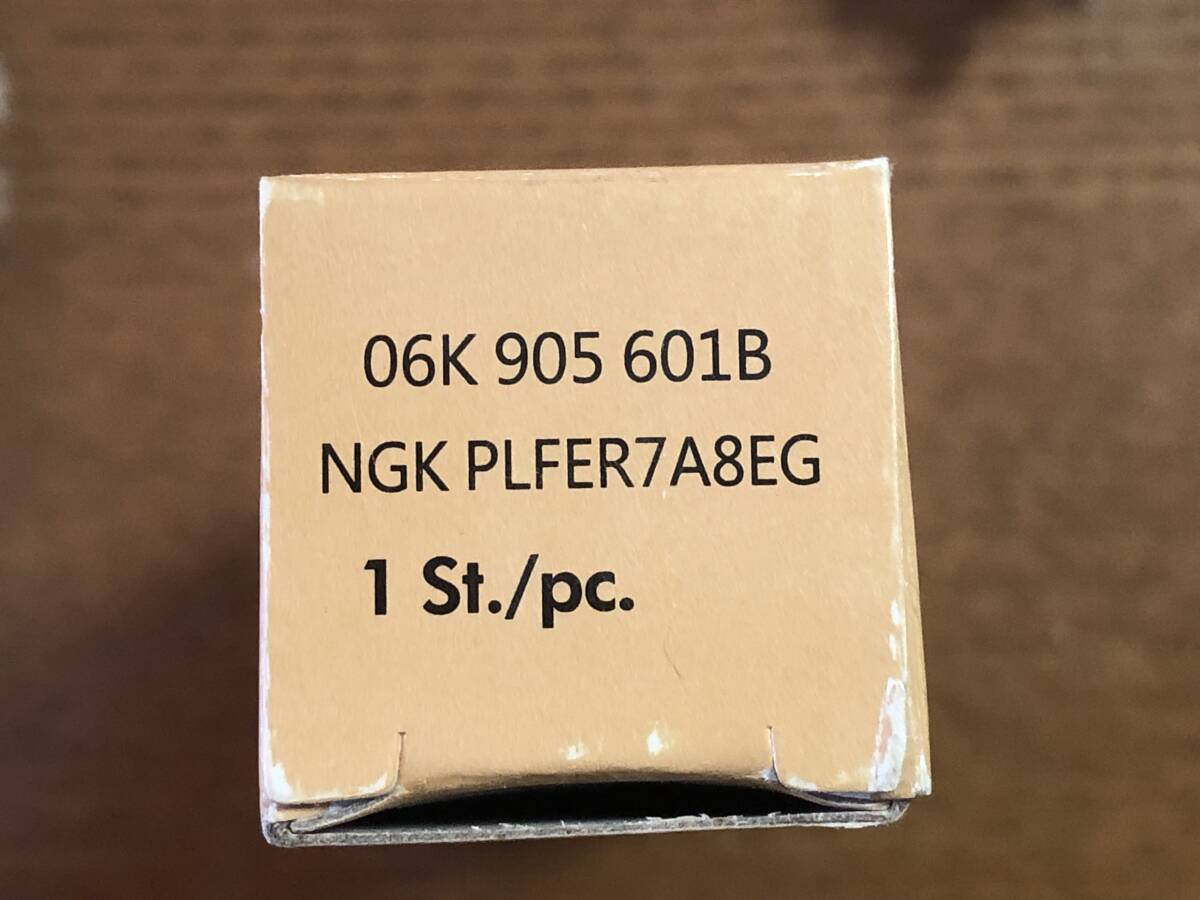 06K 905 601B
NGK PLFER7A8EG
1 St./pc.